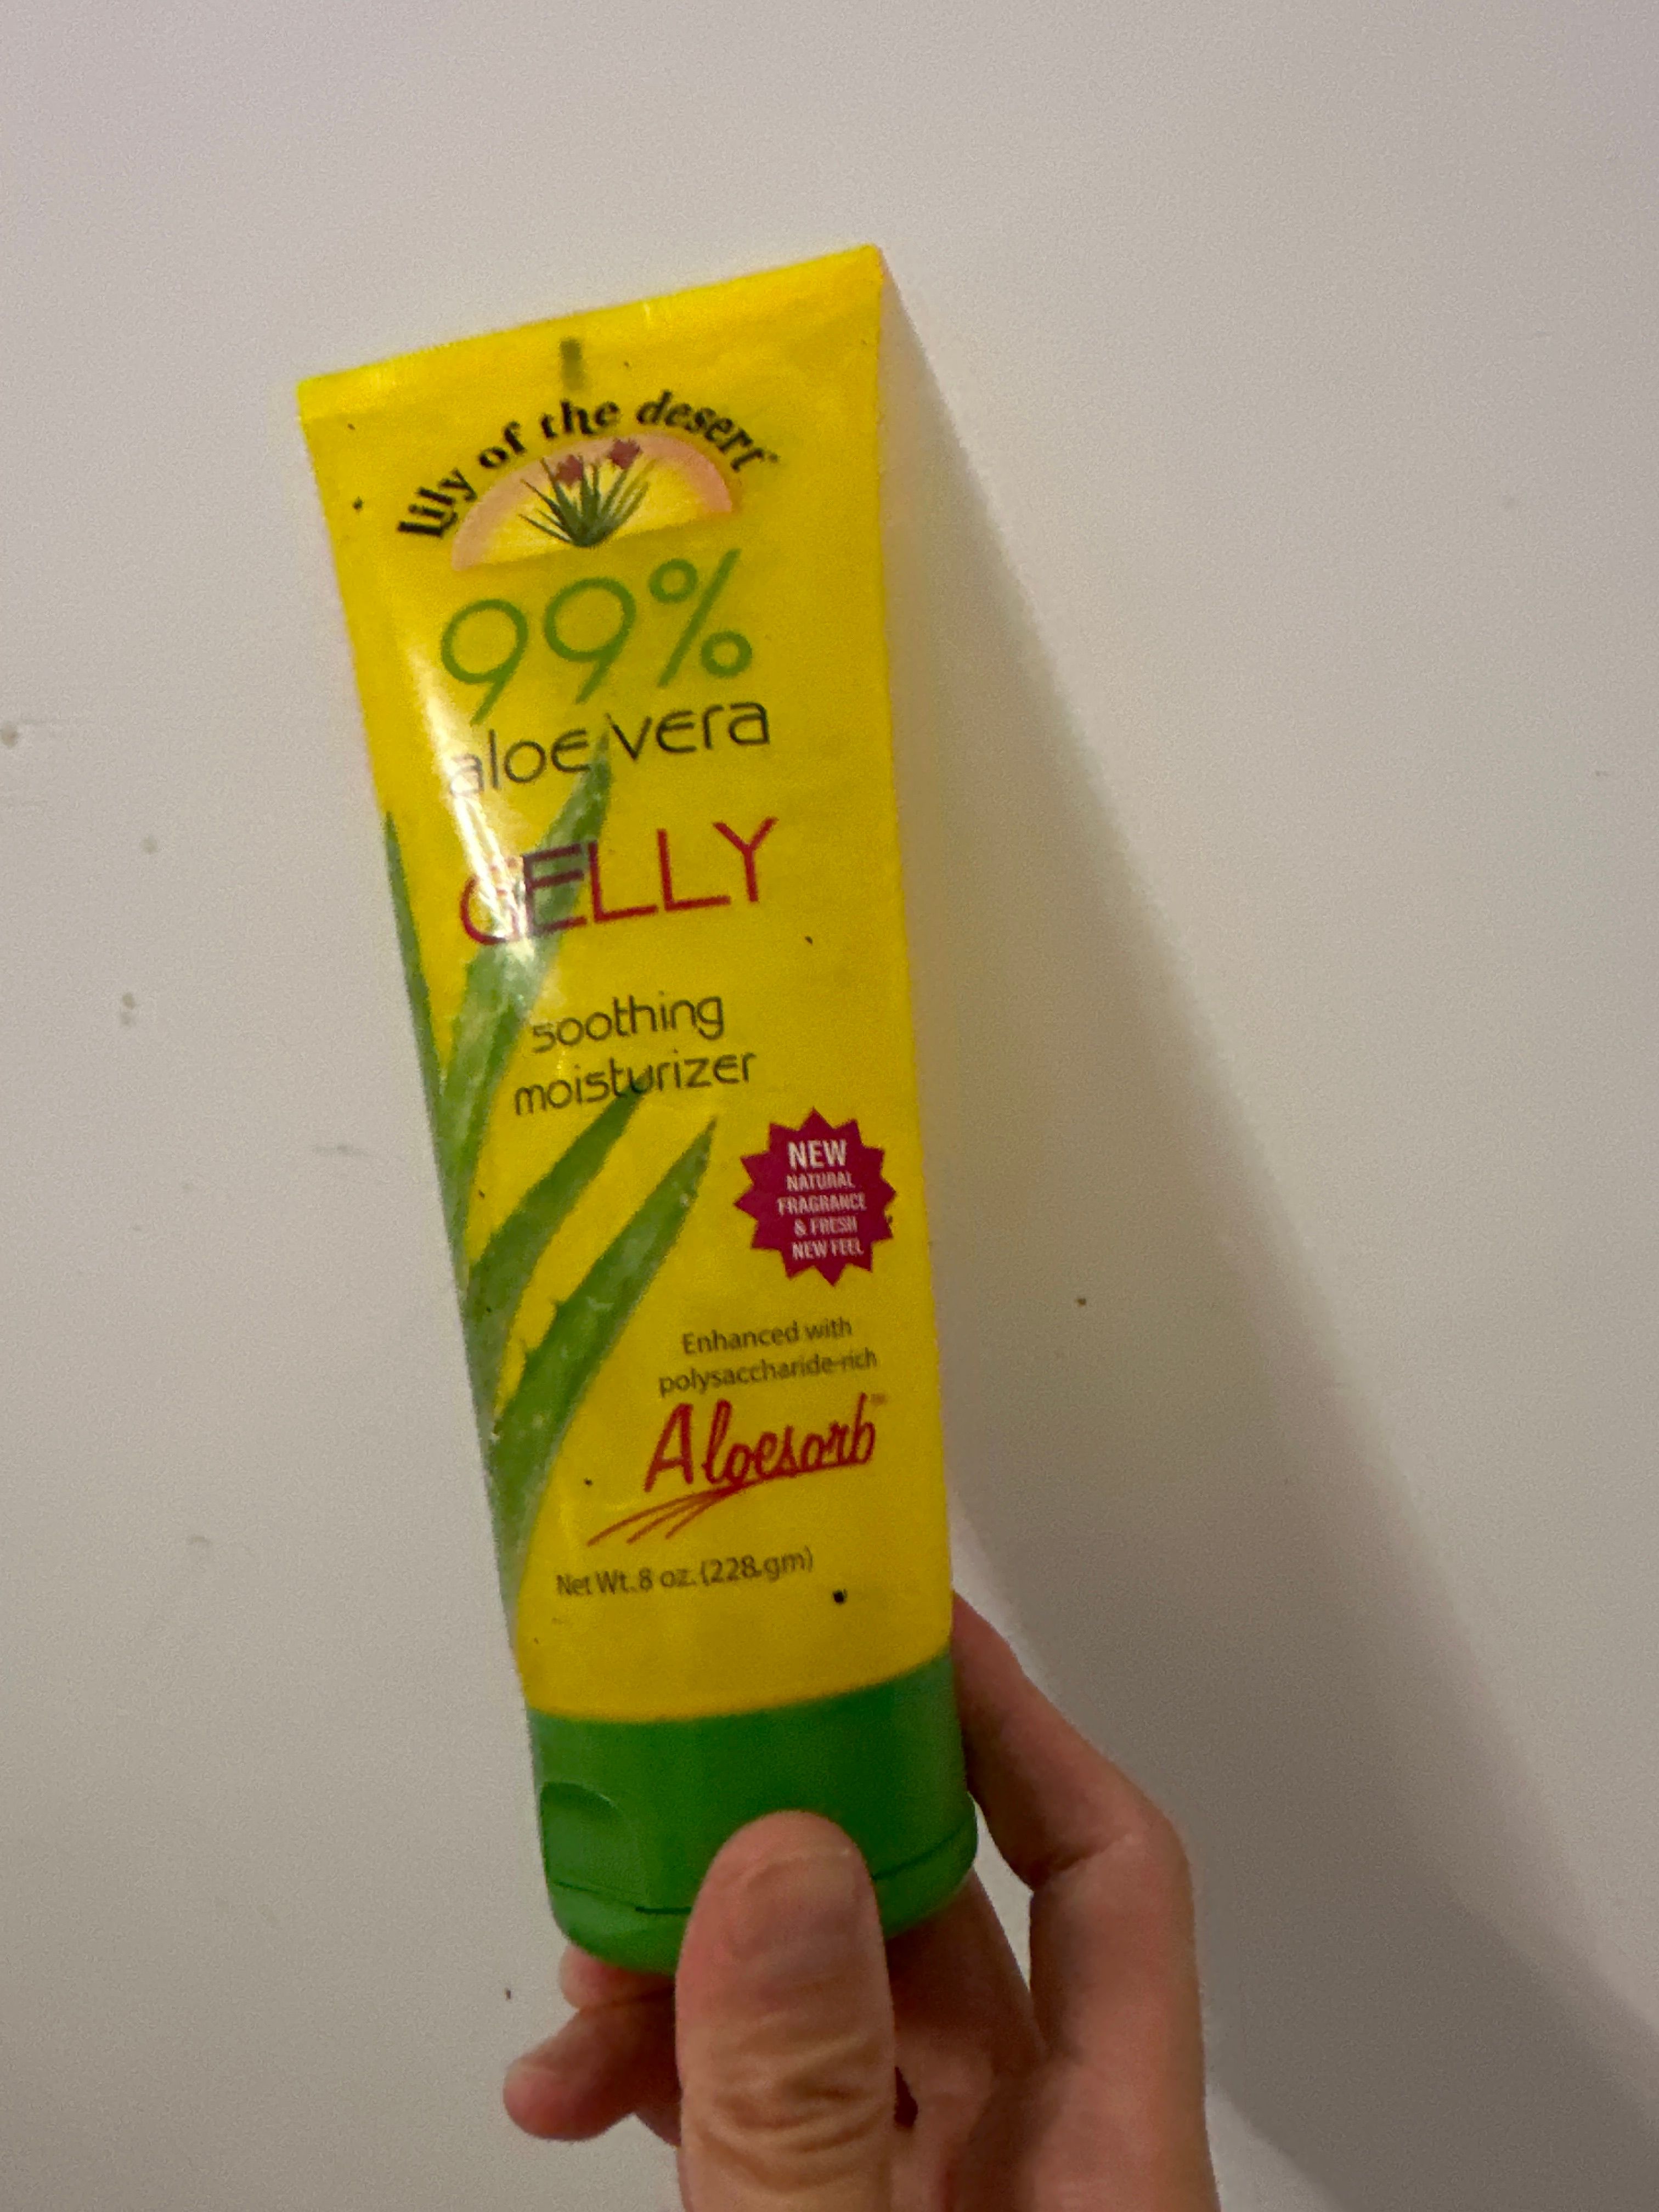 lily of the desert
99%
aloe vera
GELLY
soothing
moisturizer
NEW
NATURAL
FRAGRANCE
& FRESH
NEW FEEL
Enhanced with
polysaccharide-rich
Aloesorb™
Net Wt. 8 oz. (228 gm)